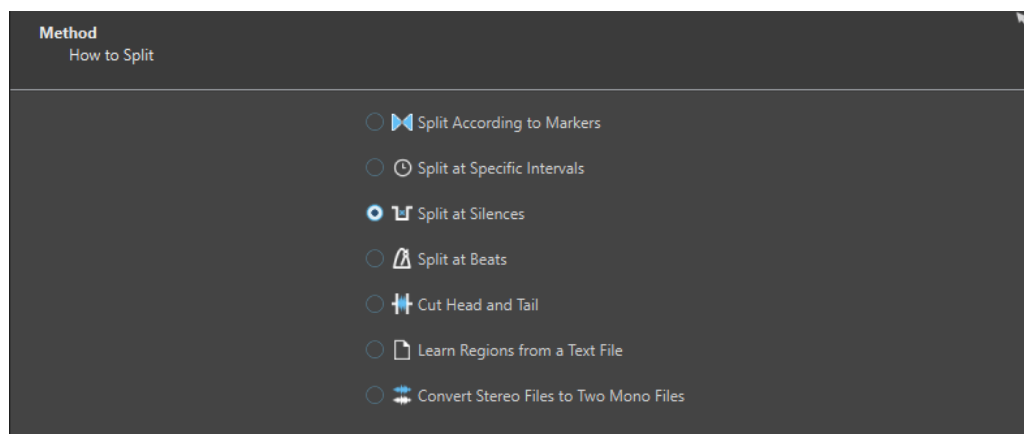 Method
How to Split
Split According to Markers
Split at Specific Intervals
Split at Silences
Split at Beats
Cut Head and Tail
Learn Regions from a Text File
Convert Stereo Files to Two Mono Files